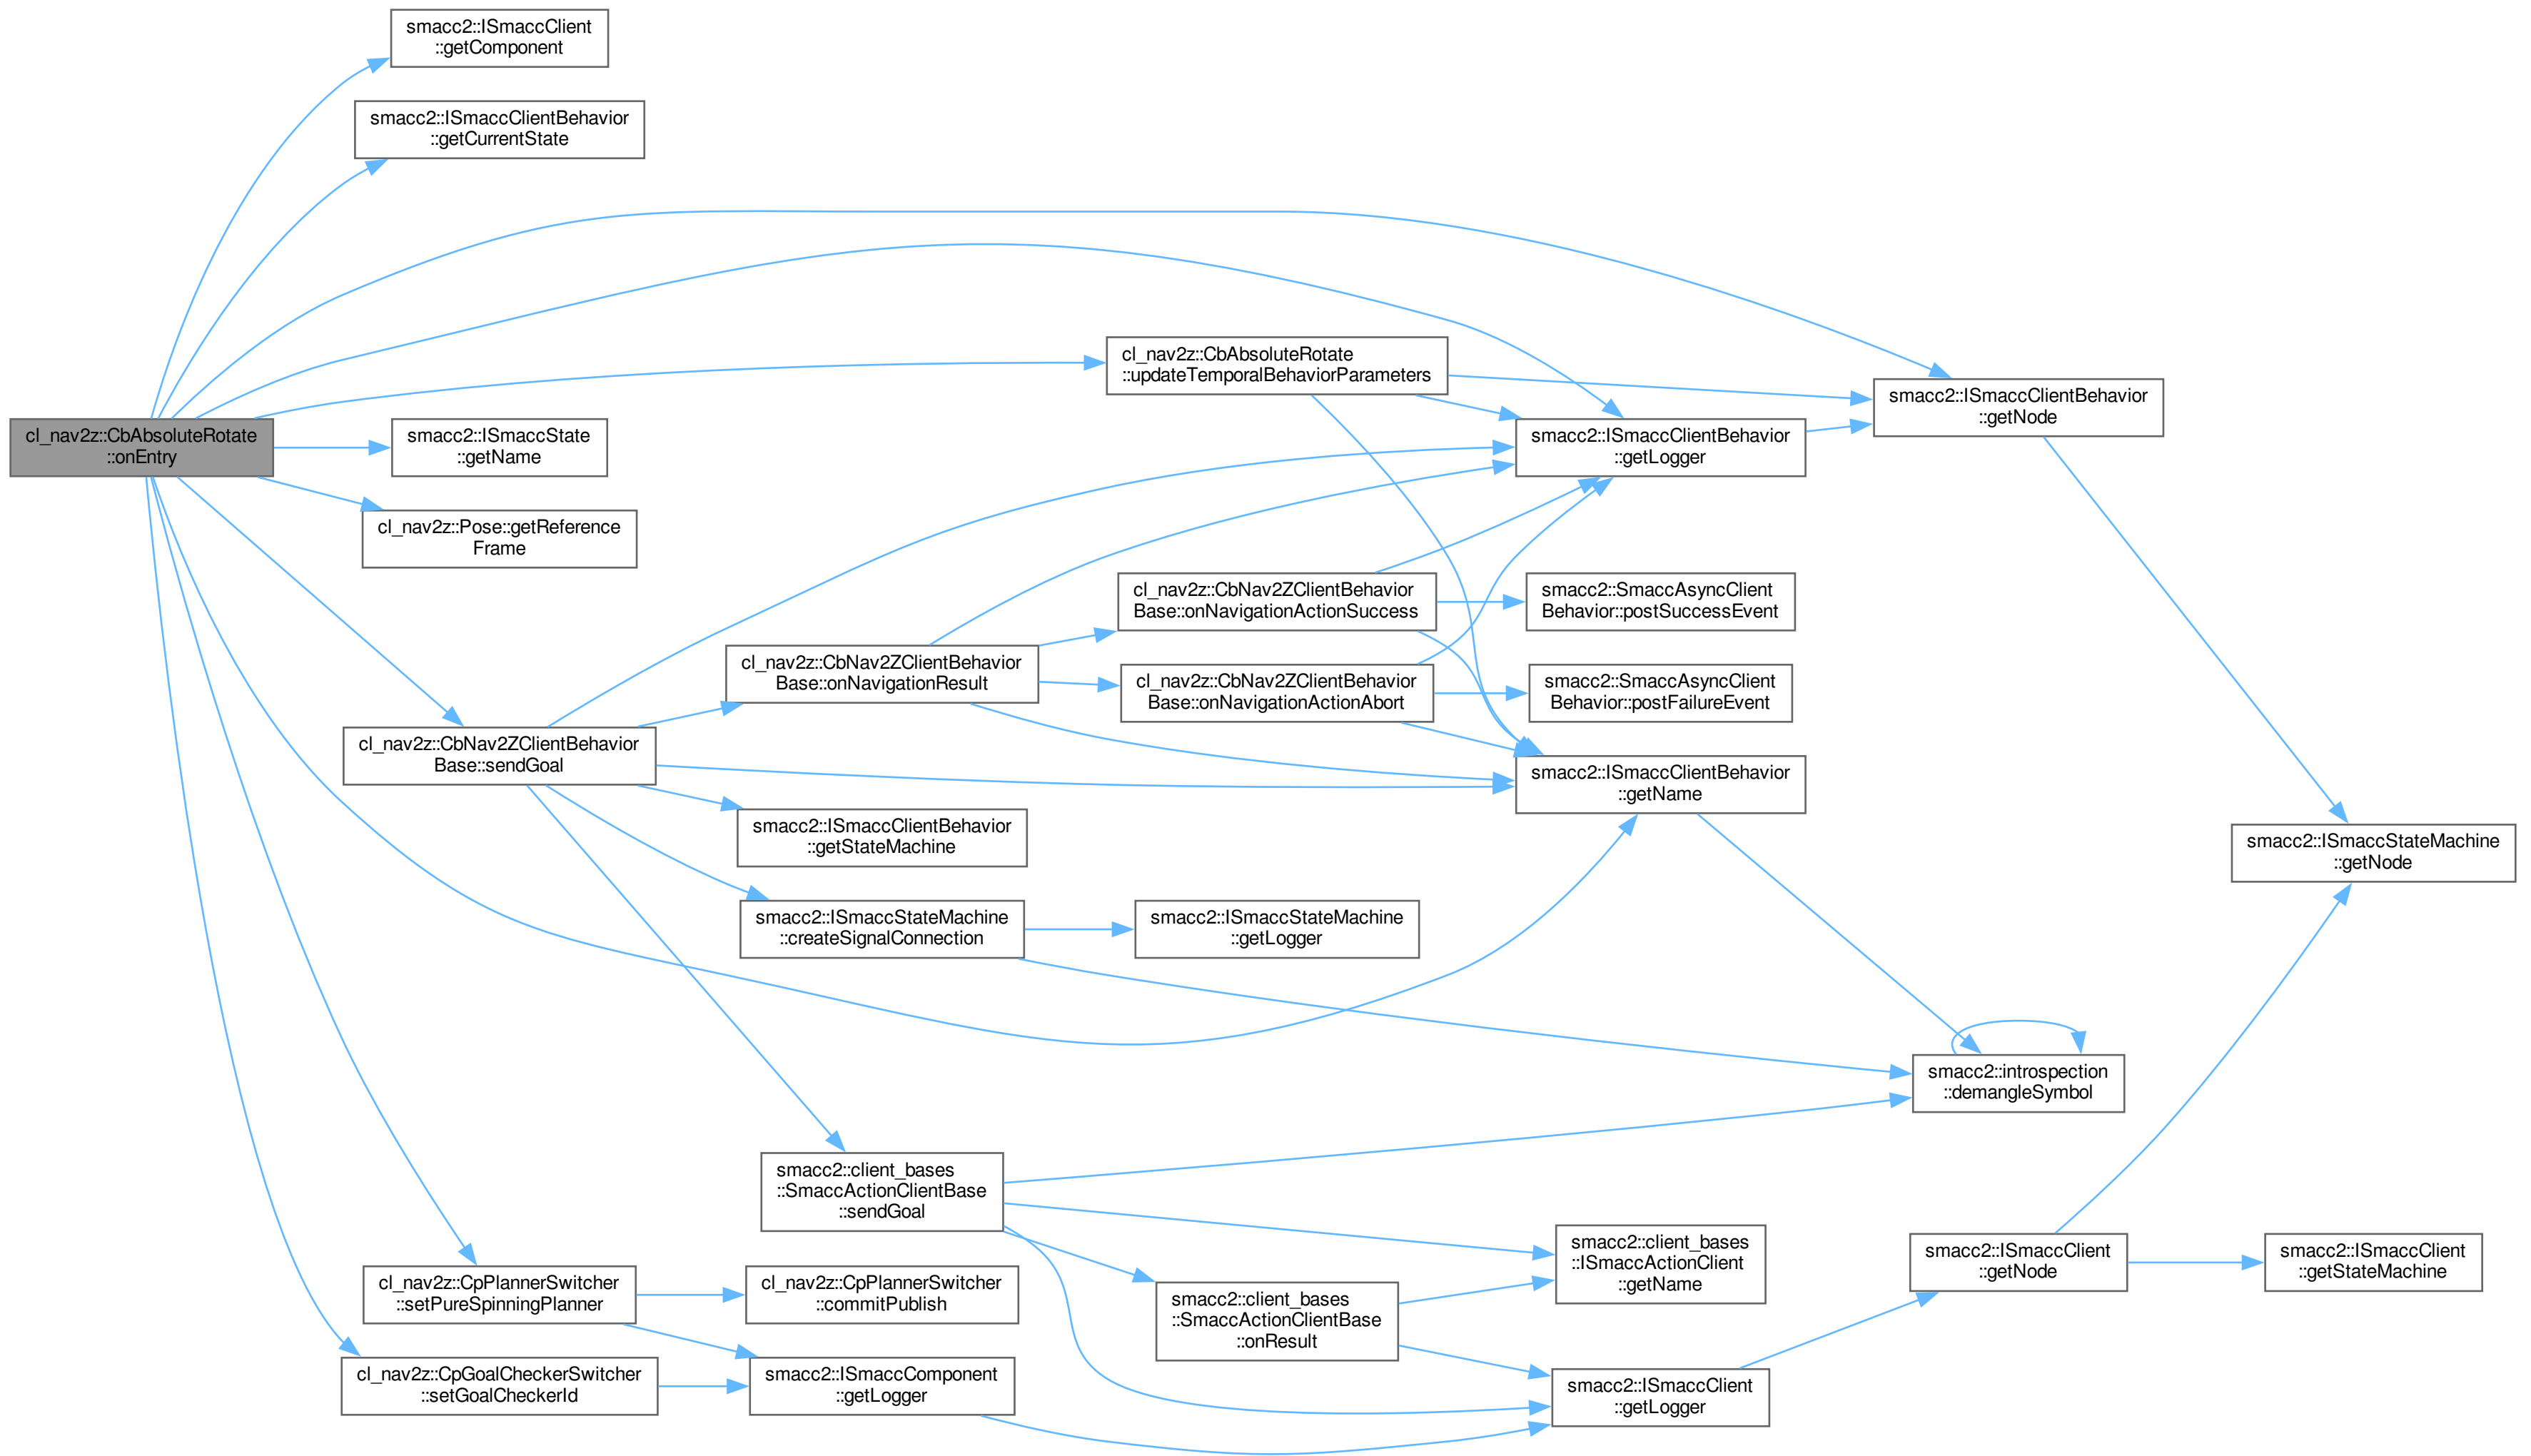 smacc2::ISmaccClient
::getComponent
smacc2::ISmaccClientBehavior
::getCurrentState
cl_nav2z::CbAbsoluteRotate
::onEntry
smacc2::ISmaccState
::getName
cl_nav2z::Pose::getReference
Frame
cl_nav2z::CbNav2ZClientBehavior
Base::sendGoal
cl_nav2z::CpPlannerSwitcher
::setPureSpinningPlanner
cl_nav2z::CpGoalCheckerSwitcher
::setGoalCheckerId
cl_nav2z::CbNav2ZClientBehavior
Base::onNavigationResult
smacc2::ISmaccClientBehavior
::getStateMachine
smacc2::ISmaccStateMachine
::createSignalConnection
smacc2::client_bases
::SmaccActionClientBase
::sendGoal
cl_nav2z::CpPlannerSwitcher
::commitPublish
smacc2::ISmaccComponent
::getLogger
cl_nav2z::CbAbsoluteRotate
::updateTemporalBehaviorParameters
cl_nav2z::CbNav2ZClientBehavior
Base::onNavigationActionSuccess
cl_nav2z::CbNav2ZClientBehavior
Base::onNavigationActionAbort
smacc2::ISmaccStateMachine
::getLogger
smacc2::client_bases
::SmaccActionClientBase
::onResult
smacc2::ISmaccClientBehavior
::getLogger
smacc2::SmaccAsyncClient
Behavior::postSuccessEvent
smacc2::SmaccAsyncClient
Behavior::postFailureEvent
smacc2::ISmaccClientBehavior
::getName
smacc2::client_bases
::ISmaccActionClient
::getName
smacc2::ISmaccClient
::getLogger
smacc2::ISmaccClientBehavior
::getNode
smacc2::introspection
::demangleSymbol
smacc2::ISmaccClient
::getNode
smacc2::ISmaccStateMachine
::getNode
smacc2::ISmaccClient
::getStateMachine